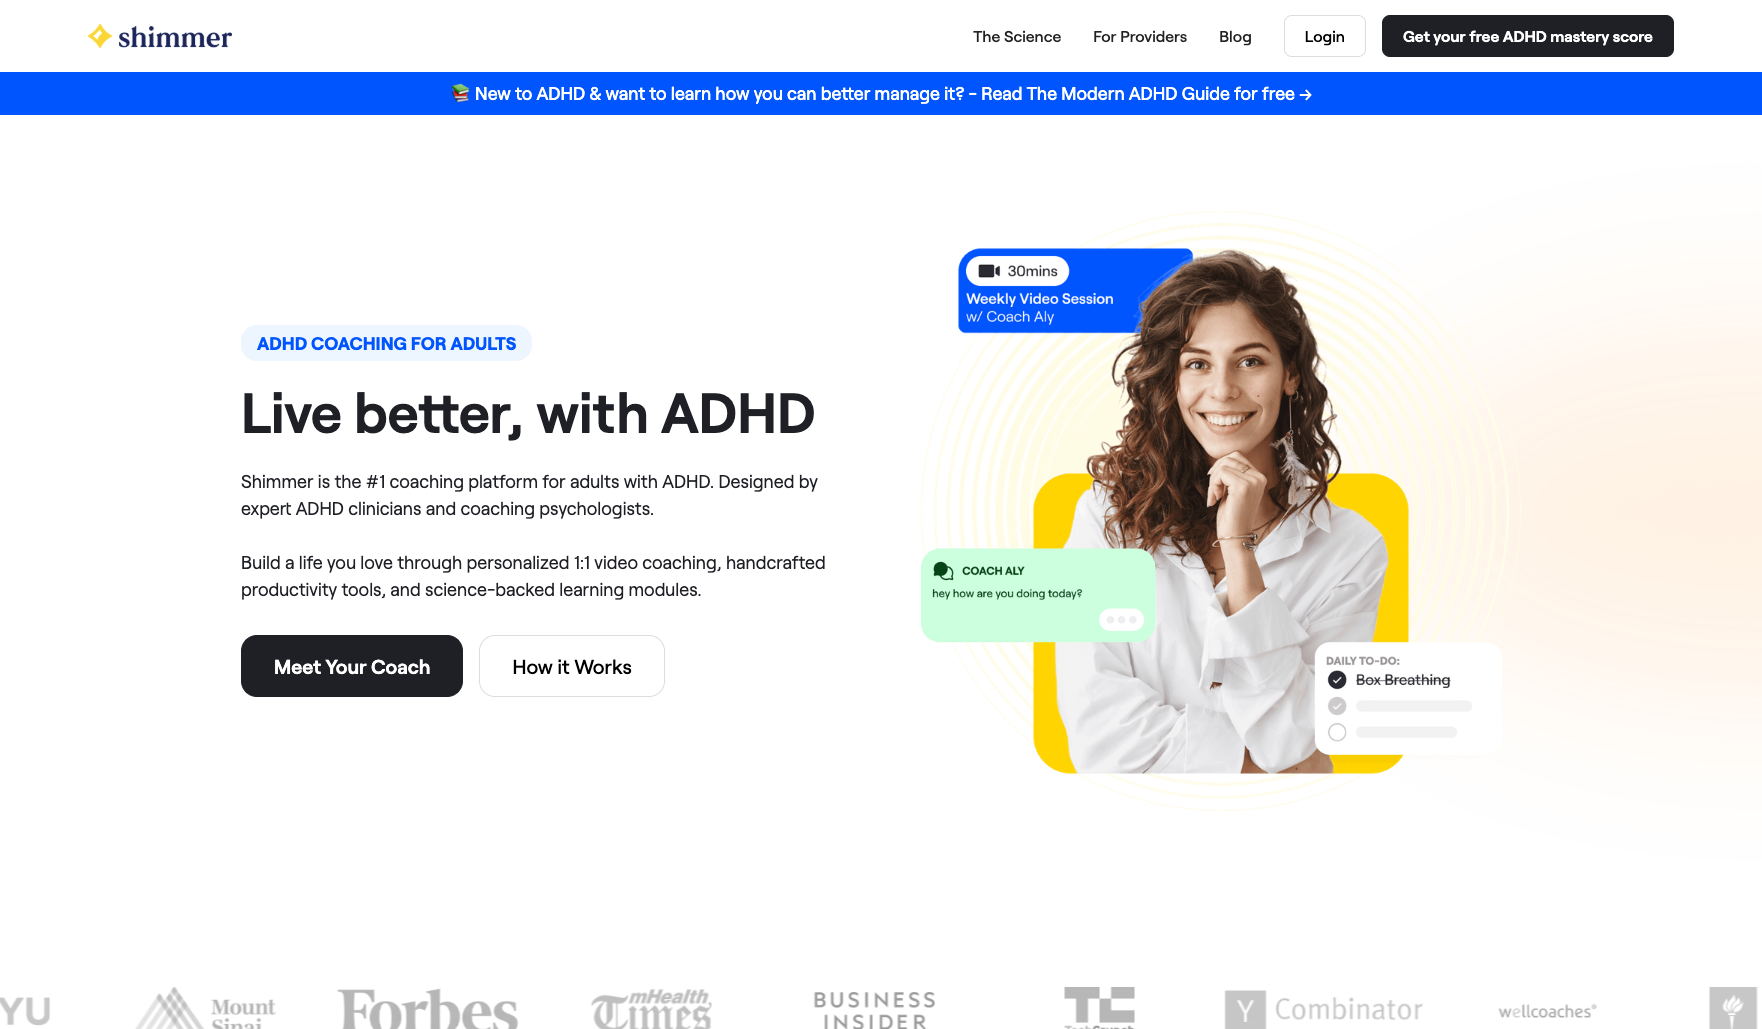 shimmer
The Science
For Providers
Blog
Login
Get your free ADHD mastery score
New to ADHD & want to learn how you can better manage it? - Read The Modern ADHD Guide for free →
ADHD COACHING FOR ADULTS
Live better, with ADHD
Shimmer is the #1 coaching platform for adults with ADHD. Designed by
expert ADHD clinicians and coaching psychologists.
Build a life you love through personalized 1:1 video coaching, handcrafted
productivity tools, and science-backed learning modules.
Meet Your Coach
How it Works
30mins
Weekly Video Session
w/ Coach Aly
COACH ALY
hey how are you doing today?
DAILY TO-DO:
Box Breathing
YU
Mount
Sinai
Forbes
mHealth
Times
BUSINESS
INSIDER
TC
TechCrunch
Y Combinator
wellcoaches®